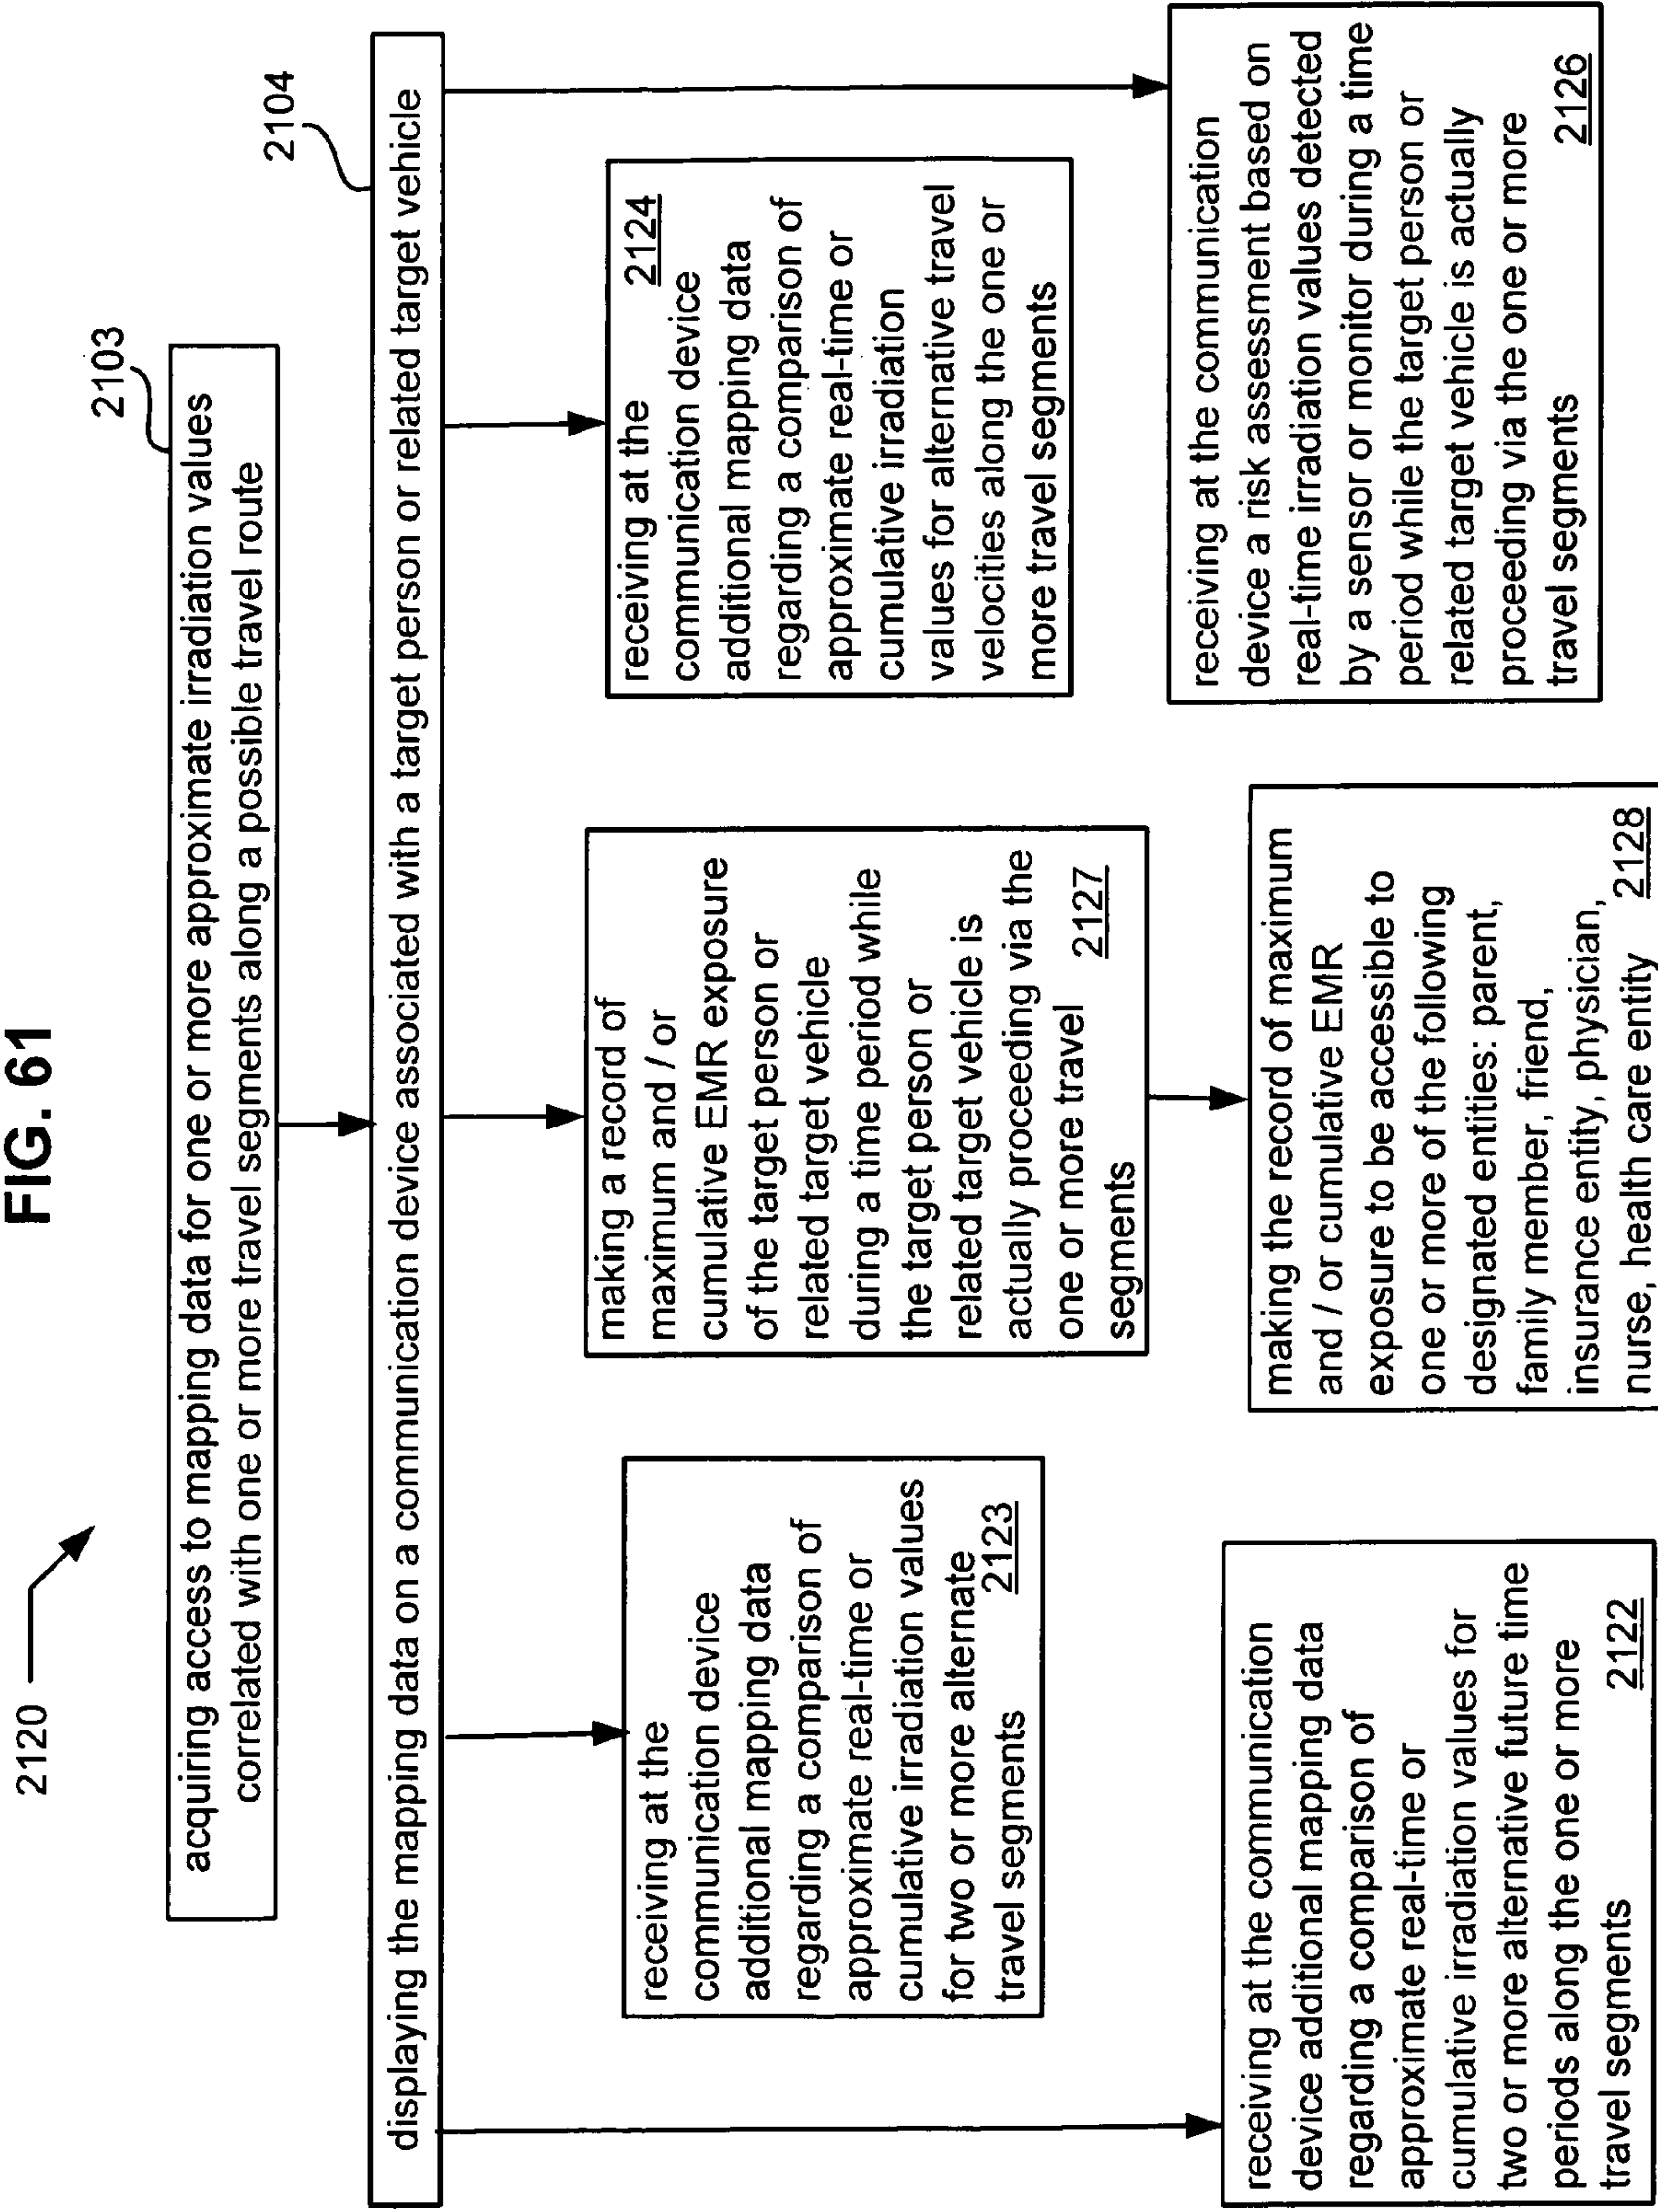 FIG. 61
2120
2103
acquiring access to mapping data for one or more approximate irradiation values
correlated with one or more travel segments along a possible travel route
2104
displaying the mapping data on a communication device associated with a target person or related target vehicle
receiving at the
communication device
additional mapping data
regarding a comparison of
approximate real-time or
cumulative irradiation values
for two or more alternate
travel segments
2123
making a record of
maximum and / or
cumulative EMR exposure
of the target person or
related target vehicle
during a time period while
the target person or
related target vehicle is
actually proceeding via the
one or more travel
segments
2127
receiving at the
communication device
2124
additional mapping data
regarding a comparison of
approximate real-time or
cumulative irradiation
values for alternative travel
velocities along the one or
more travel segments
receiving at the communication
device additional mapping data
regarding a comparison of
approximate real-time or
cumulative irradiation values for
two or more alternative future time
periods along the one or more
travel segments
2122
making the record of maximum
and / or cumulative EMR
exposure to be accessible to
one or more of the following
designated entities: parent,
family member, friend,
insurance entity, physician,
nurse, health care entity
2128
receiving at the communication
device a risk assessment based on
real-time irradiation values detected
by a sensor or monitor during a time
period while the target person or
related target vehicle is actually
proceeding via the one or more
travel segments
2126